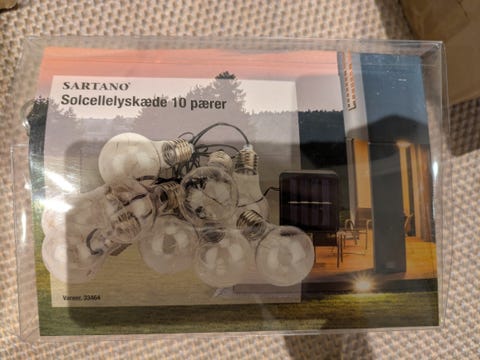 SARTANO
Solcellelyskæde 10 pærer
Varenr. 33464